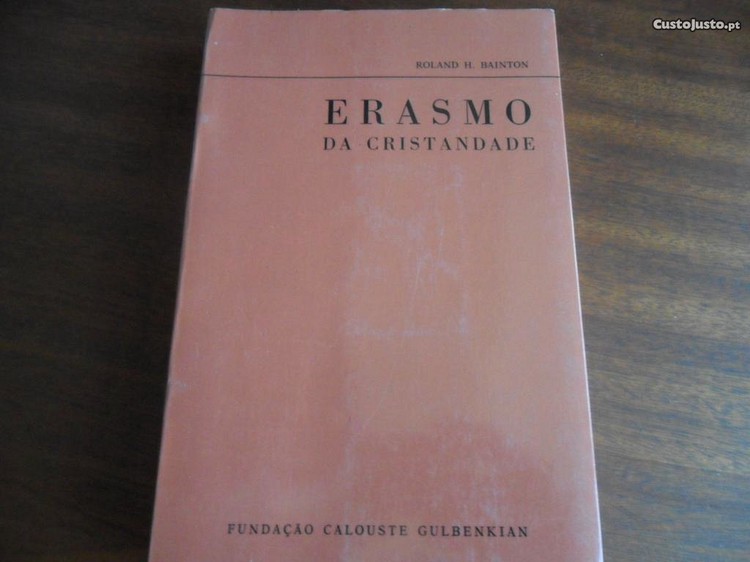 CustoJusto.pt
ROLAND H. BAINTON
ERASMO
DA CRISTANDADE
FUNDAÇÃO CALOUSTE GULBENKIAN